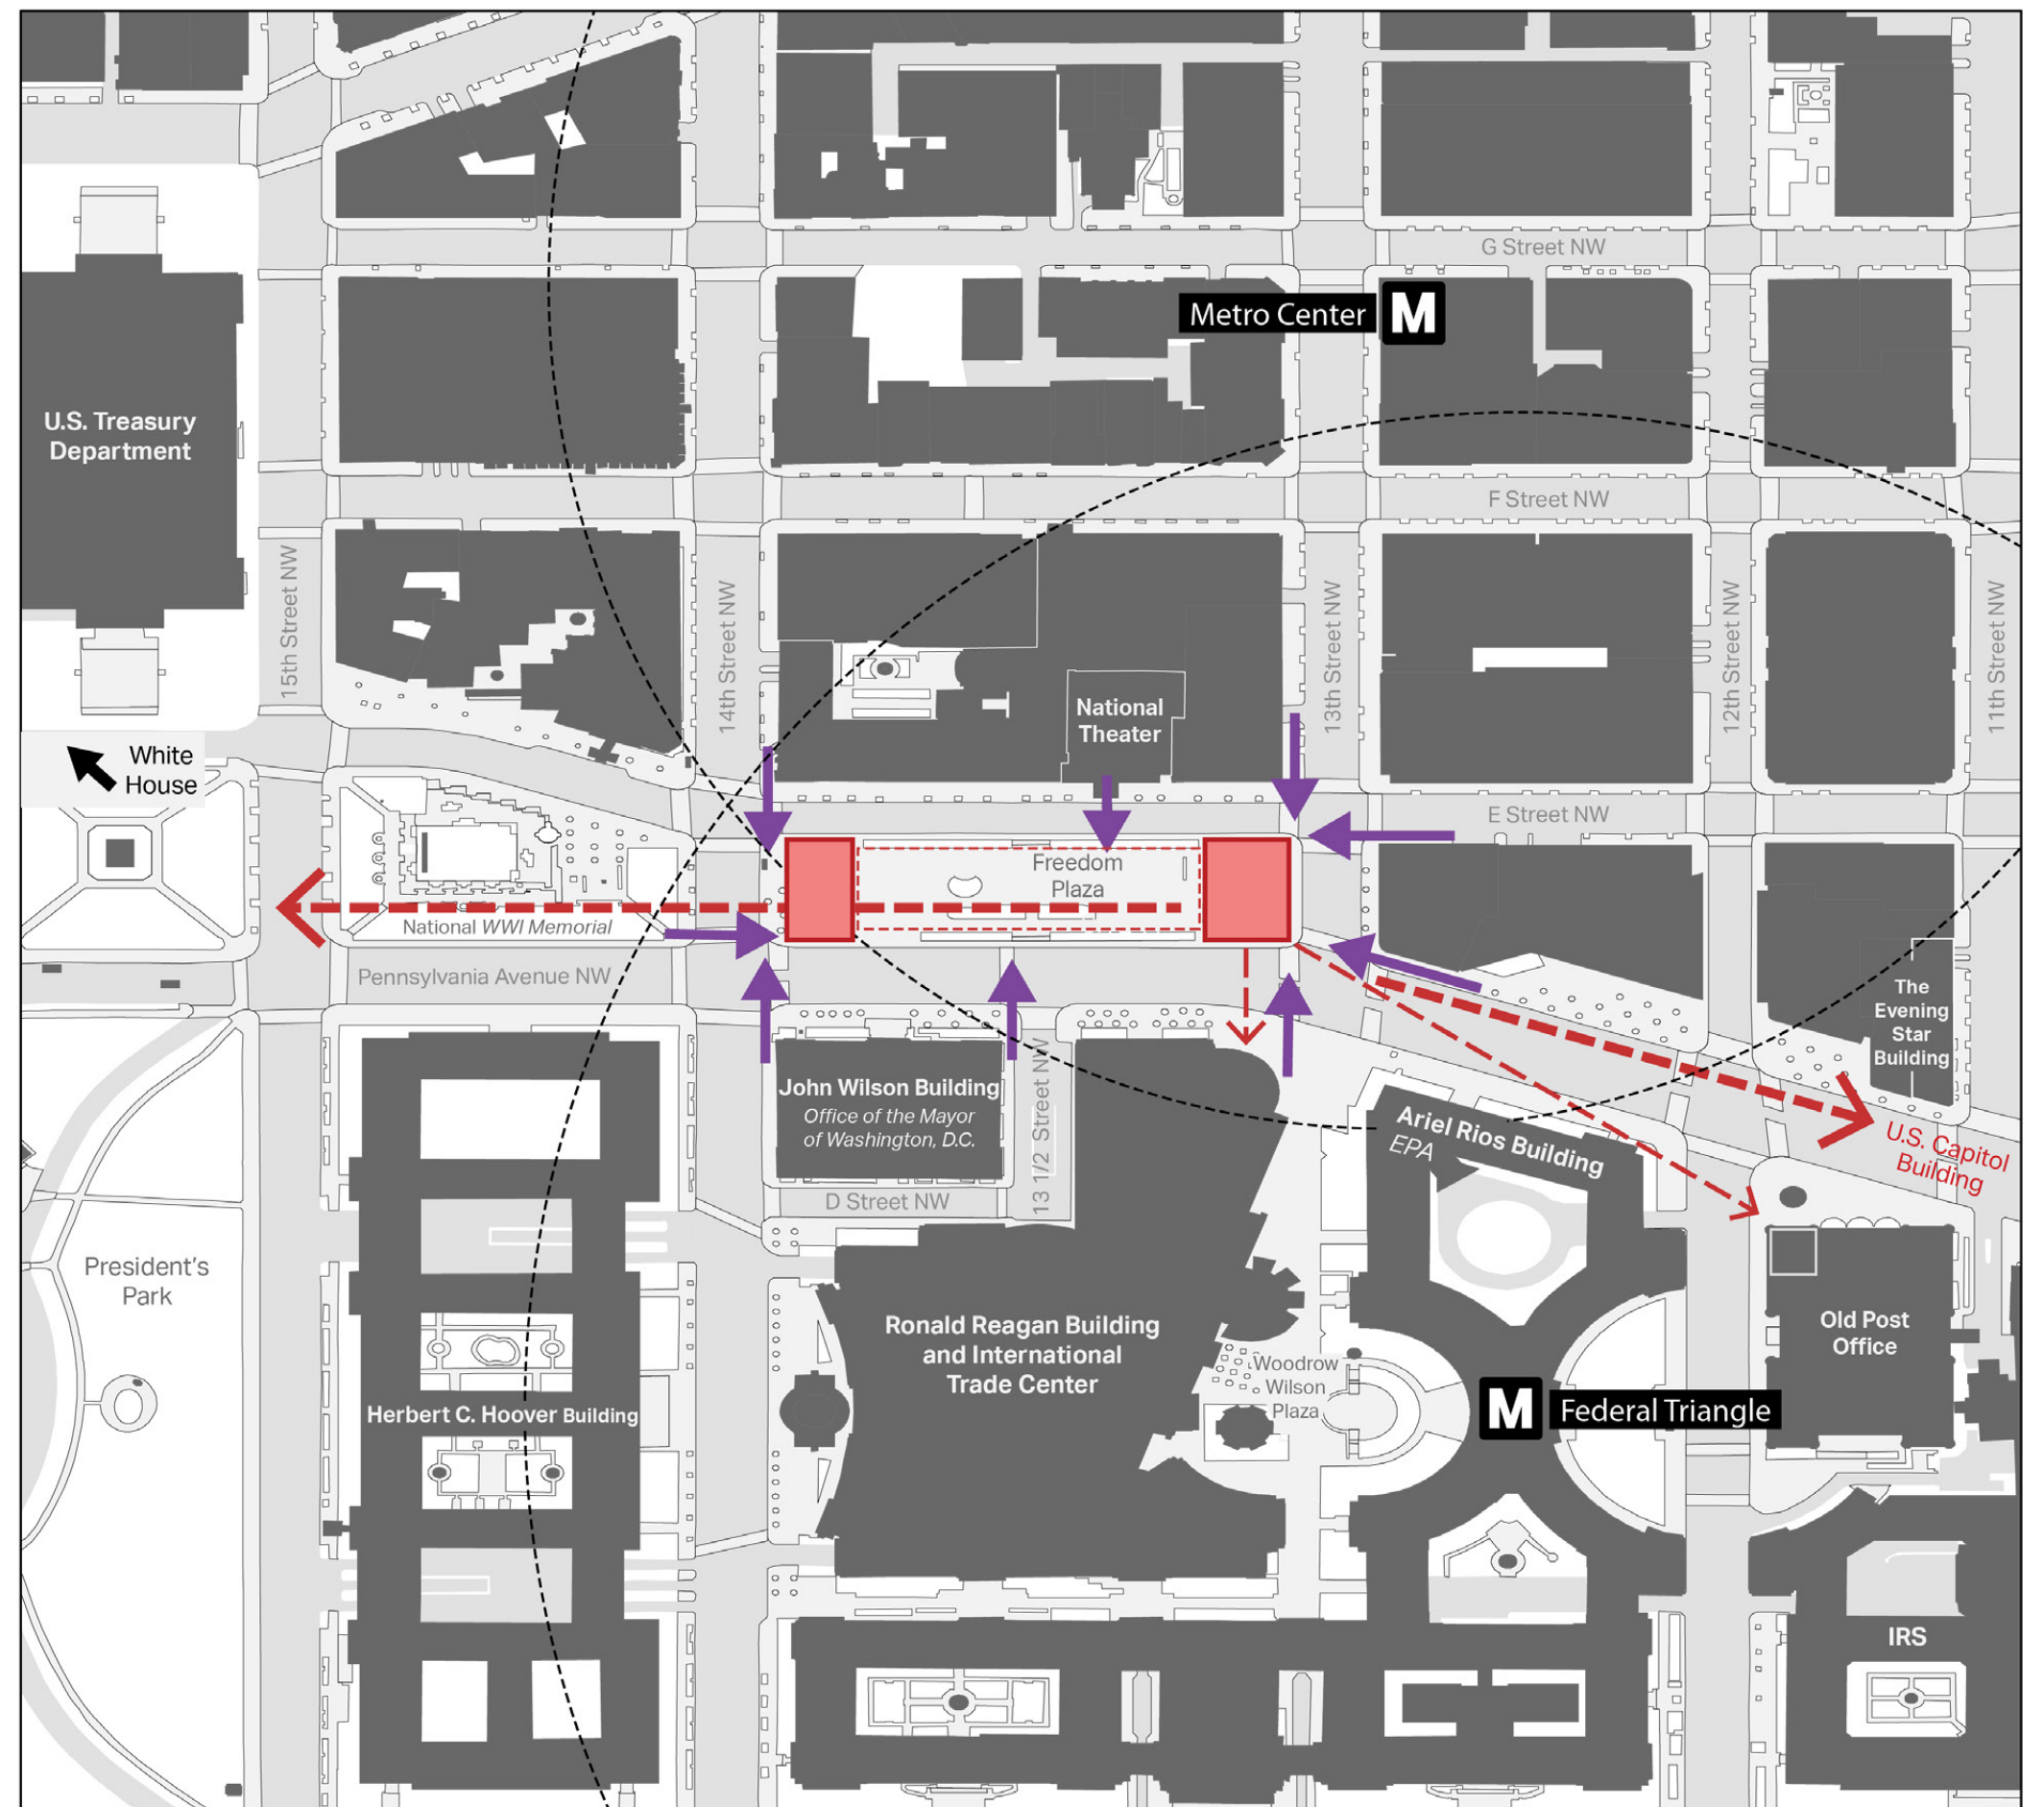 G Street NW
Metro Center M
U.S. Treasury
Department
F Street NW
15th Street NW
14th Street NW
13th Street NW
12th Street NW
11th Street NW
National
Theater
White
House
E Street NW
Freedom
Plaza
National WWI Memorial
Pennsylvania Avenue NW
The
Evening
Star
Building
John Wilson Building
Office of the Mayor
of Washington, D.C.
13 1/2 Street NW
Ariel Rios Building
EPA
U.S. Capitol
Building
D Street NW
President's
Park
Ronald Reagan Building
and International
Trade Center
Old Post
Office
Woodrow
Wilson
Plaza
Herbert C. Hoover Building
M Federal Triangle
IRS